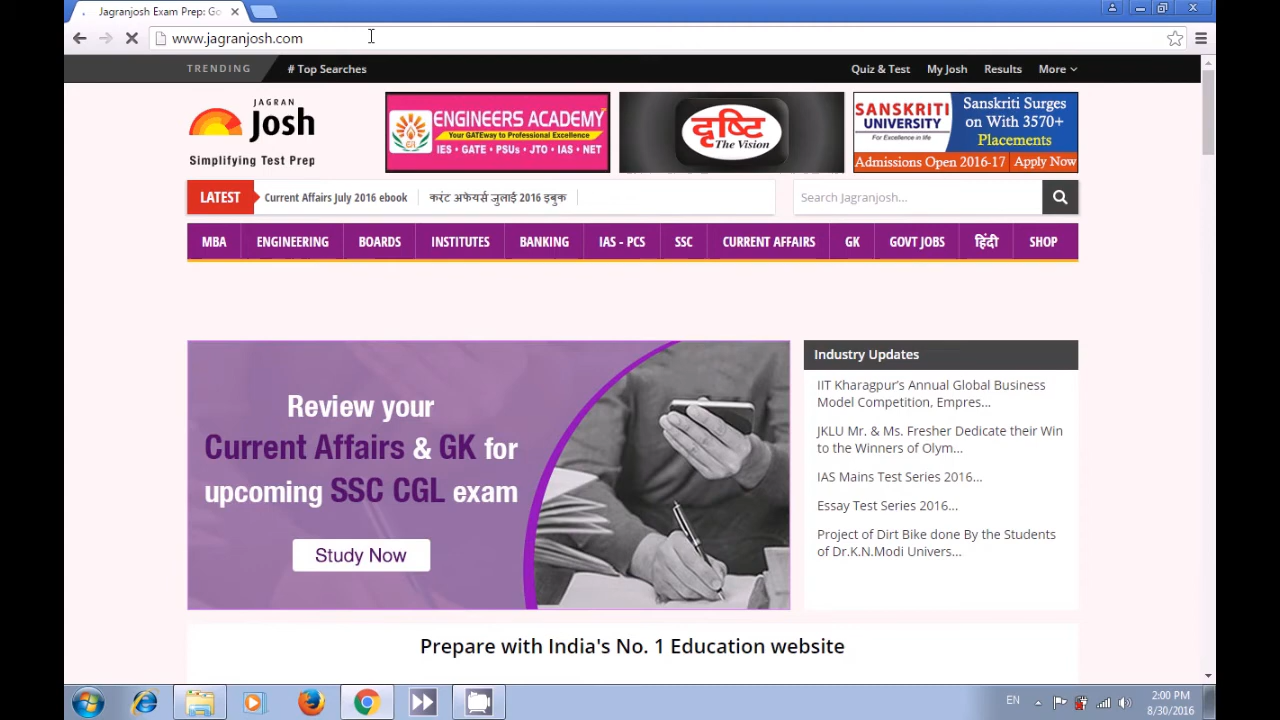 Jagranjosh Exam Prep: Go
www.jagranjosh.com
TRENDING # Top Searches Quiz & Test My Josh Results More
JAGRAN
Josh
Simplifying Test Prep
ENGINEERS ACADEMY
Your GATEway to Professional Excellence
IES • GATE • PSUs • JTO • IAS • NET
दृष्टि
The Vision
SANSKRITI
UNIVERSITY
For Excellence in life
Sanskriti Surges
on With 3570+
Placements
Admissions Open 2016-17 Apply Now
LATEST Current Affairs July 2016 ebook करंट अफेयर्स जुलाई 2016 इबुक Search Jagranjosh...
MBA ENGINEERING BOARDS INSTITUTES BANKING IAS - PCS SSC CURRENT AFFAIRS GK GOVT JOBS हिंदी SHOP
Review your
Current Affairs & GK for
upcoming SSC CGL exam
Study Now
Industry Updates
IIT Kharagpur's Annual Global Business
Model Competition, Empres...
JKLU Mr. & Ms. Fresher Dedicate their Win
to the Winners of Olym...
IAS Mains Test Series 2016...
Essay Test Series 2016...
Project of Dirt Bike done By the Students
of Dr.K.N.Modi Univers...
Prepare with India's No. 1 Education website
EN 2:00 PM
8/30/2016